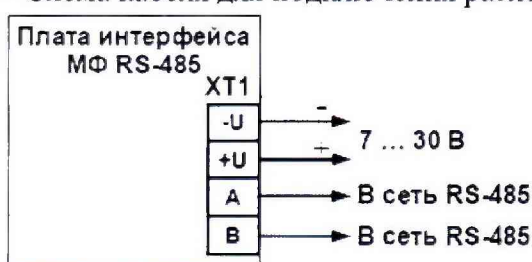 Плата интерфейса
МФ RS-485
XT1
-U
-
+U
+
7 ... 30 В
A
В сеть RS-485
B
В сеть RS-485